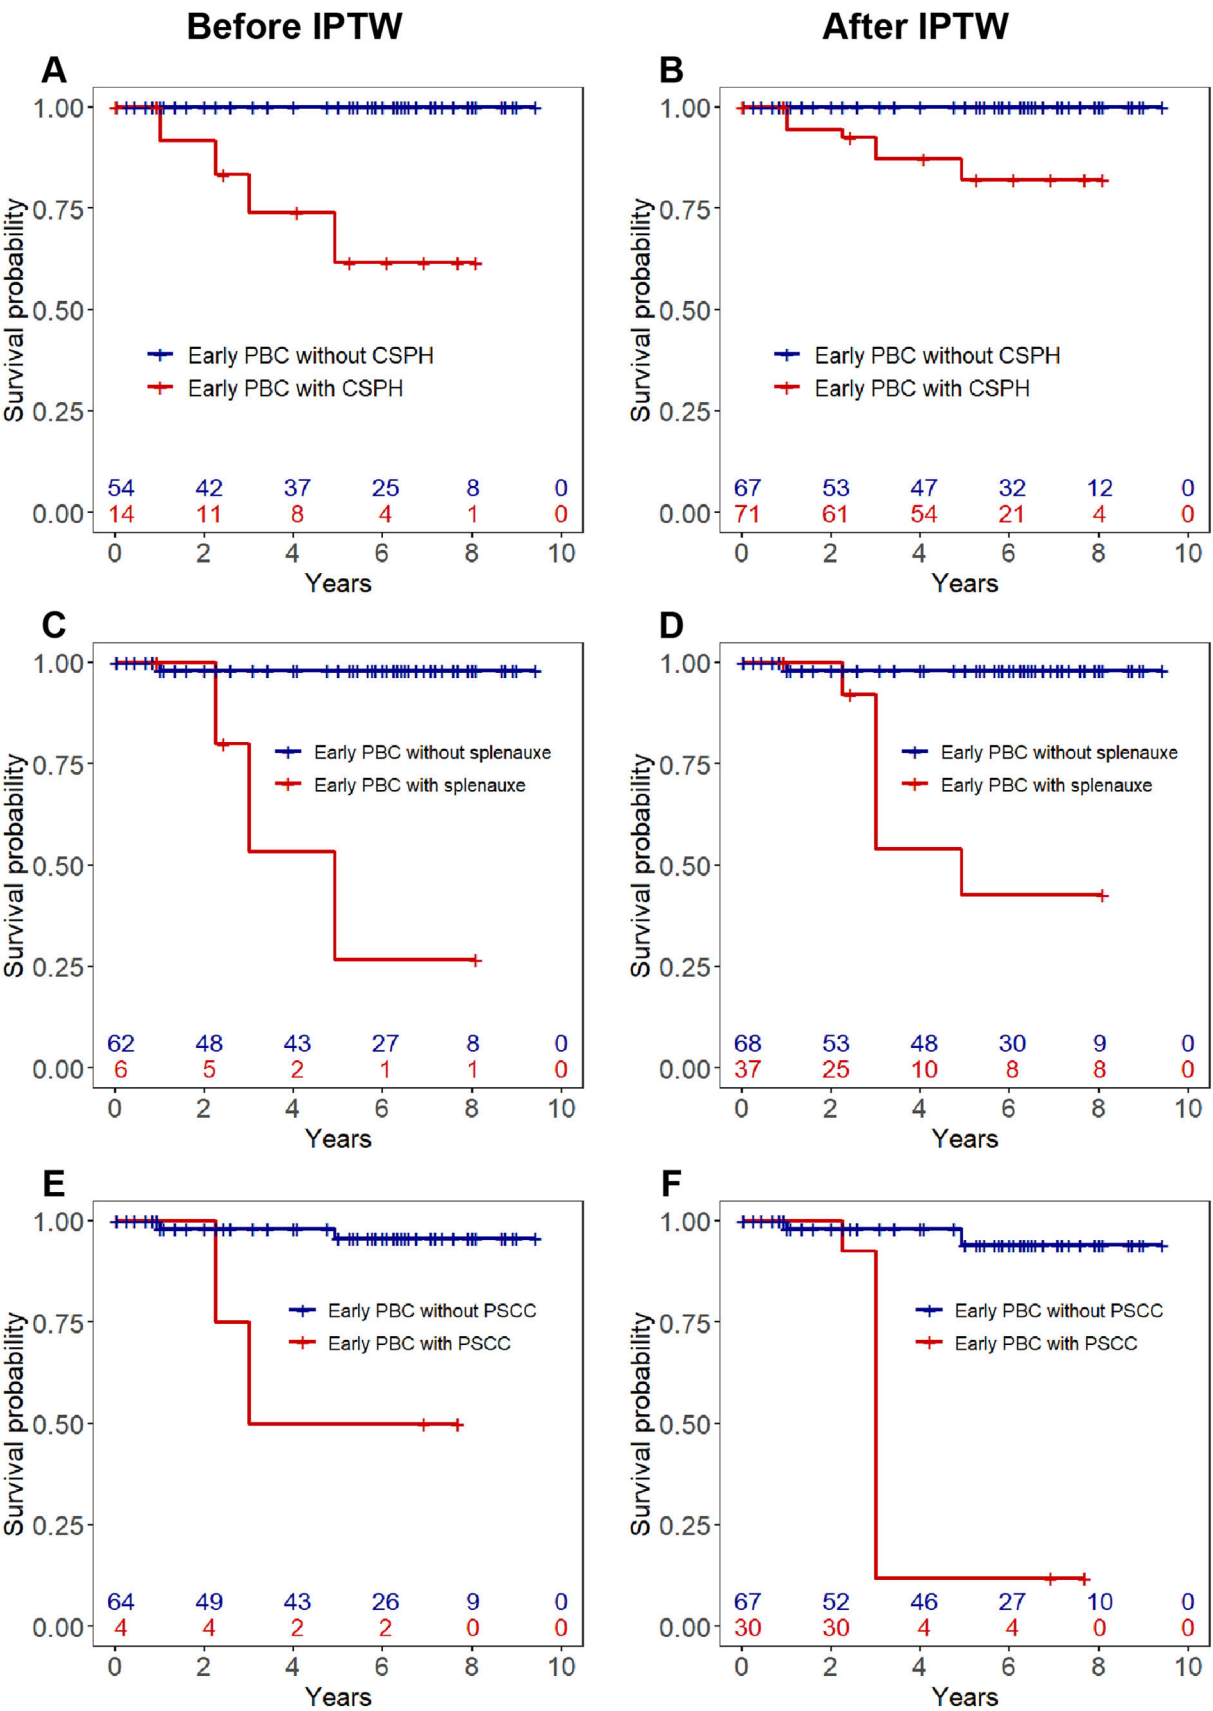 Before IPTW
After IPTW
A
Survival probability
1.00
0.75
0.50
0.25
0.00
Early PBC without CSPH
Early PBC with CSPH
54 42 37 25 8 0
14 11 8 4 1 0
0 2 4 6 8 10
Years
B
Survival probability
1.00
0.75
0.50
0.25
0.00
Early PBC without CSPH
Early PBC with CSPH
67 53 47 32 12 0
71 61 54 21 4 0
0 2 4 6 8 10
Years
C
Survival probability
1.00
0.75
0.50
0.25
0.00
Early PBC without splenauxe
Early PBC with splenauxe
62 48 43 27 8 0
6 5 2 1 1 0
0 2 4 6 8 10
Years
D
Survival probability
1.00
0.75
0.50
0.25
0.00
Early PBC without splenauxe
Early PBC with splenauxe
68 53 48 30 9 0
37 25 10 8 8 0
0 2 4 6 8 10
Years
E
Survival probability
1.00
0.75
0.50
0.25
0.00
Early PBC without PSCC
Early PBC with PSCC
64 49 43 26 9 0
4 4 2 2 0 0
0 2 4 6 8 10
Years
F
Survival probability
1.00
0.75
0.50
0.25
0.00
Early PBC without PSCC
Early PBC with PSCC
67 52 46 27 10 0
30 30 4 4 0 0
0 2 4 6 8 10
Years